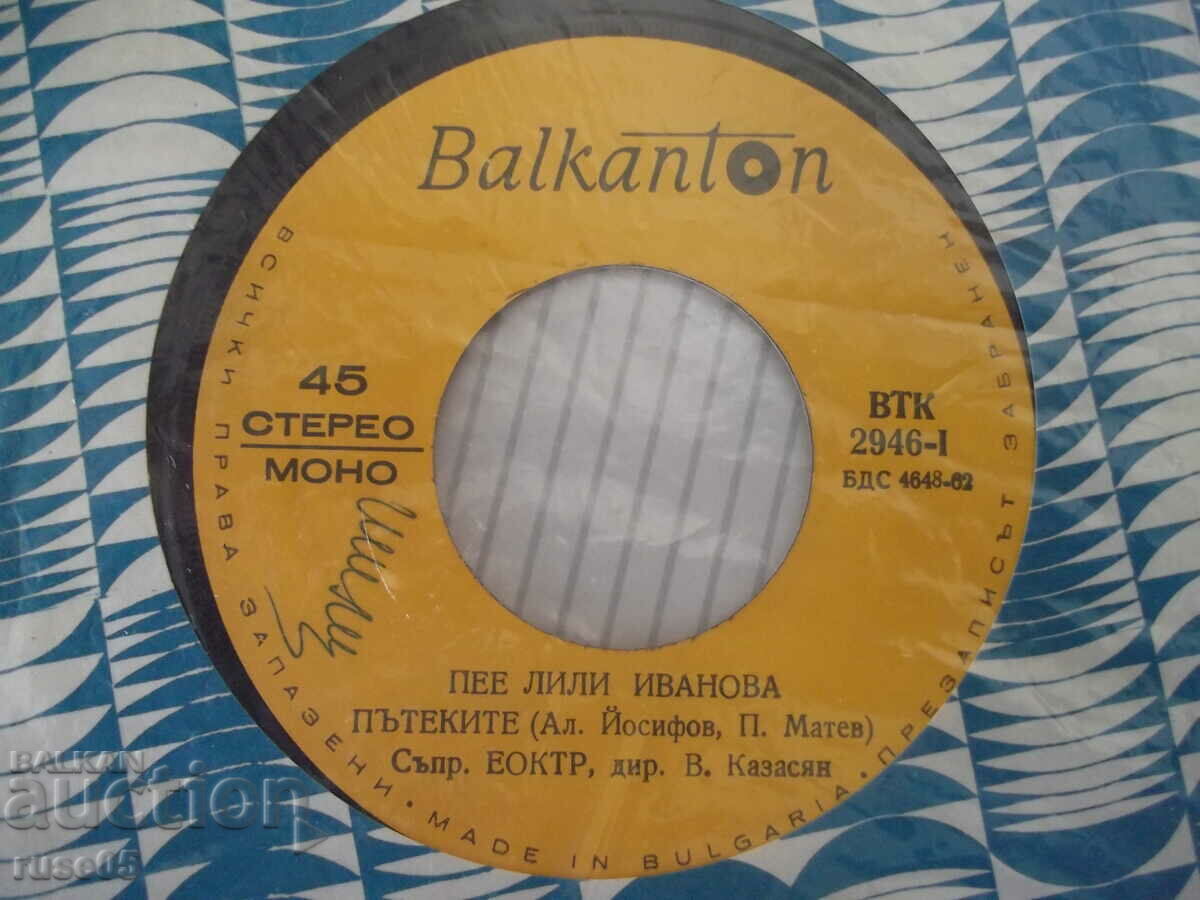 Balkanton
45
СТЕРЕО
МОНО
ВТК
2946-I
БДС 4648-62
ПЕЕ ЛИЛИ ИВАНОВА
ПЪТЕКИТЕ (Ал. Йосифов, П. Матев)
Съпр. ЕОКТР, дир. В. Казасян
ВСИЧКИ ПРАВА ЗАПАЗЕНИ • MADE IN BULGARIA • ПРЕЗАПИСЪТ ЗАБРАНЕН
BALKAN
auction
ruse05